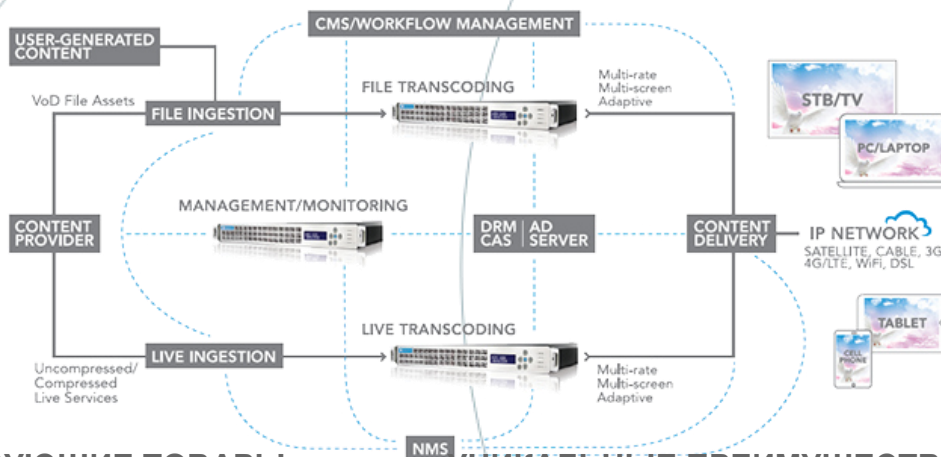 CMS/WORKFLOW MANAGEMENT
USER-GENERATED
CONTENT
FILE TRANSCODING
Multi-rate
Multi-screen
Adaptive
VoD File Assets
FILE INGESTION
STB/TV
PC/LAPTOP
MANAGEMENT/MONITORING
CONTENT
PROVIDER
DRM | AD
CAS | SERVER
CONTENT
DELIVERY
IP NETWORK
SATELLITE, CABLE, 3G
4G/LTE, WiFi, DSL
LIVE TRANSCODING
TABLET
CELL
PHONE
LIVE INGESTION
Uncompressed/
Compressed
Live Services
Multi-rate
Multi-screen
Adaptive
NMS